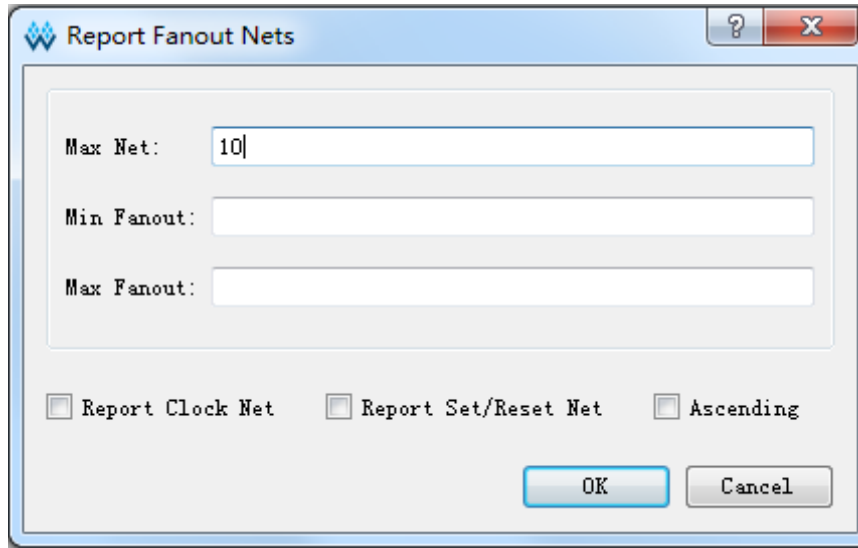 Report Fanout Nets
Max Net: 10
Min Fanout:
Max Fanout:
Report Clock Net Report Set/Reset Net Ascending
OK Cancel